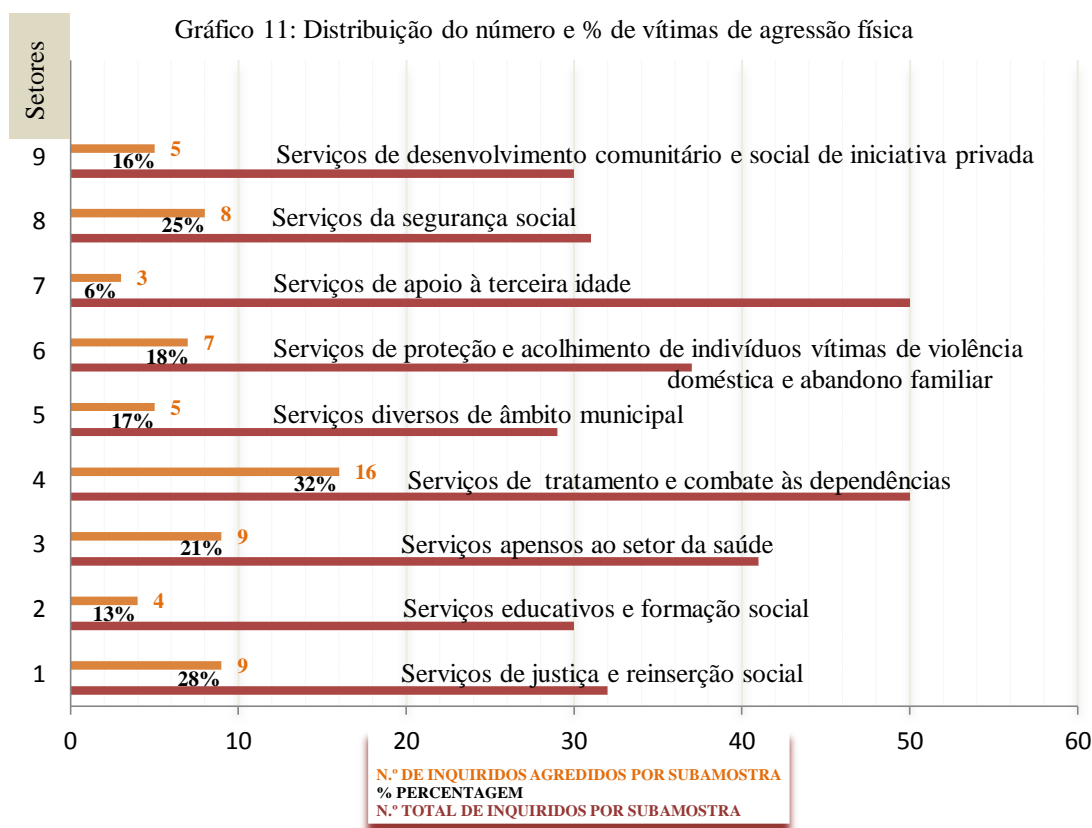 Gráfico 11: Distribuição do número e % de vítimas de agressão física
Setores
9
5
16%
Serviços de desenvolvimento comunitário e social de iniciativa privada
8
8
25%
Serviços da segurança social
7
3
6%
Serviços de apoio à terceira idade
6
7
18%
Serviços de proteção e acolhimento de indivíduos vítimas de violência
doméstica e abandono familiar
5
5
17%
Serviços diversos de âmbito municipal
4
16
32%
Serviços de tratamento e combate às dependências
3
9
21%
Serviços apensos ao setor da saúde
2
4
13%
Serviços educativos e formação social
1
9
28%
Serviços de justiça e reinserção social
0 10 20 30 40 50 60
N.º DE INQUIRIDOS AGREDIDOS POR SUBAMOSTRA
% PERCENTAGEM
N.º TOTAL DE INQUIRIDOS POR SUBAMOSTRA